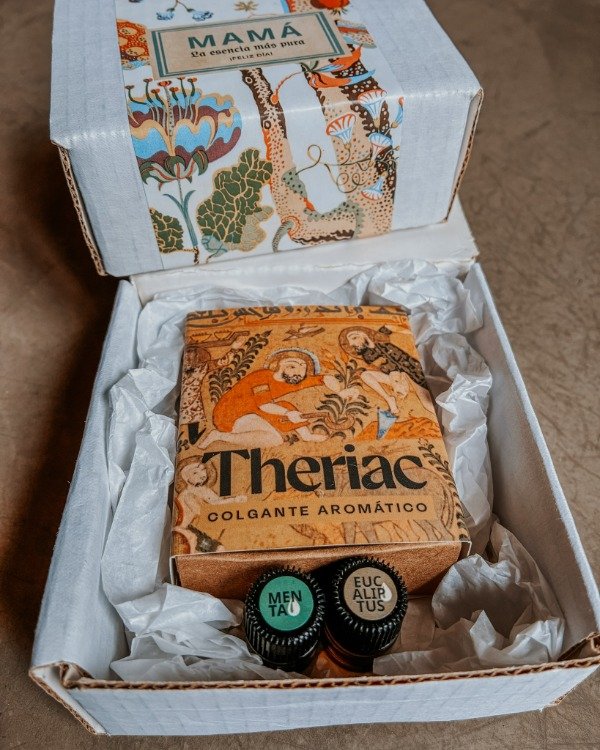 MAMÁ
La esencia más pura
¡FELIZ DÍA!
Theriac
COLGANTE AROMÁTICO
MEN
TA
EUC
ALIP
TUS